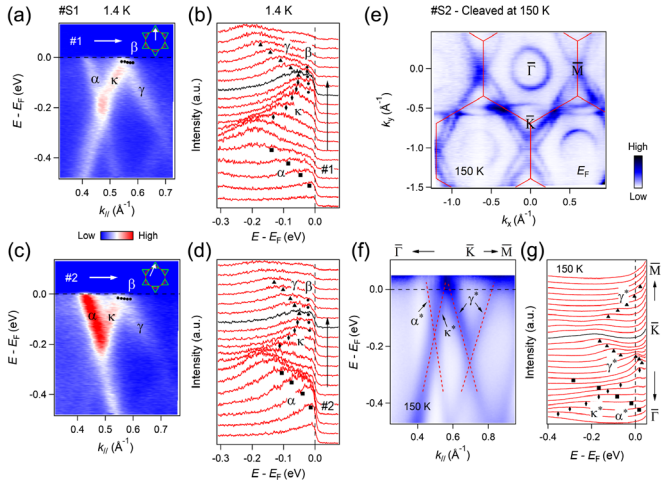 #S1 1.4 K
1.4 K
#S2 - Cleaved at 150 K
(a)
#1
β
α
κ
γ
E - E_F (eV)
0.0
-0.2
-0.4
0.4 0.5 0.6 0.7
k// (Å⁻¹)
Low High
(b)
γ
β
κ
α
#1
Intensity (a.u.)
-0.3 -0.2 -0.1 0.0
E - E_F (eV)
(c)
#2
β
α
κ
γ
E - E_F (eV)
0.0
-0.2
-0.4
0.4 0.5 0.6 0.7
k// (Å⁻¹)
(d)
γ
β
κ
α
#2
Intensity (a.u.)
-0.3 -0.2 -0.1 0.0
E - E_F (eV)
(e)
Γ̄
M̄
K̄
150 K
E_F
k_y (Å⁻¹)
0.0
-0.5
-1.0
-1.5
-1.0 -0.5 0.0 0.5
k_x (Å⁻¹)
High
Low
(f)
Γ̄ K̄ M̄
α*
κ*
γ*
150 K
E - E_F (eV)
0.0
-0.2
-0.4
0.4 0.6 0.8
k// (Å⁻¹)
(g)
150 K
γ*
γ*
κ*
α*
M̄
K̄
Γ̄
Intensity (a.u.)
-0.4 -0.2 0.0
E - E_F (eV)